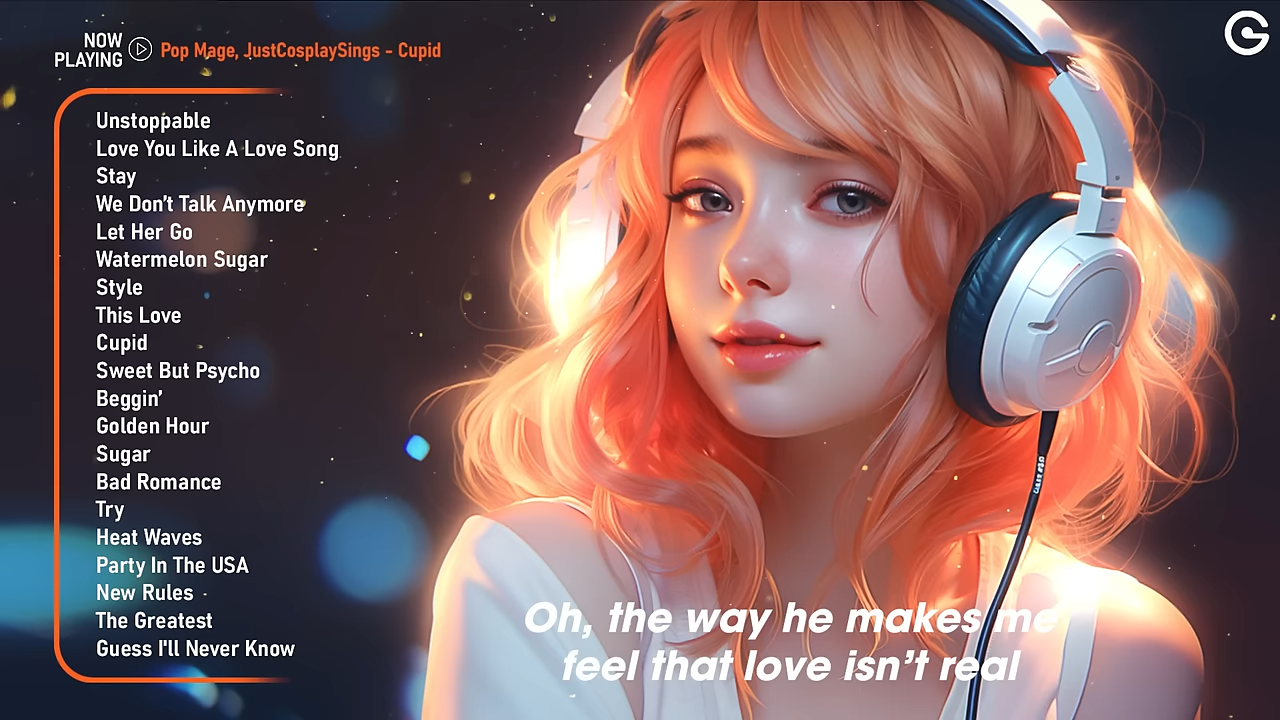 NOW
PLAYING
Pop Mage, JustCosplaySings - Cupid
Unstoppable
Love You Like A Love Song
Stay
We Don't Talk Anymore
Let Her Go
Watermelon Sugar
Style
This Love
Cupid
Sweet But Psycho
Beggin’
Golden Hour
Sugar
Bad Romance
Try
Heat Waves
Party In The USA
New Rules
The Greatest
Guess I'll Never Know
Oh, the way he makes me
feel that love isn’t real